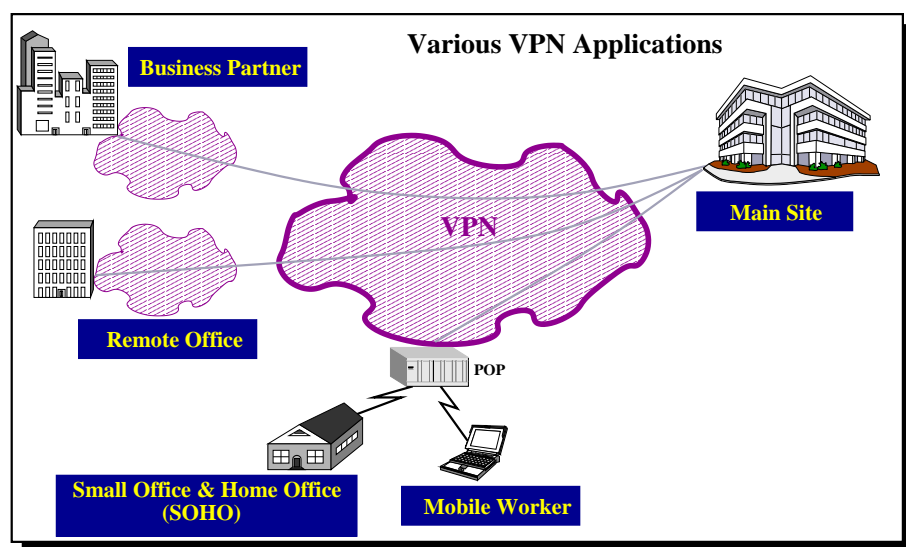 Various VPN Applications
Business Partner
Main Site
VPN
Remote Office
POP
Small Office & Home Office
(SOHO)
Mobile Worker